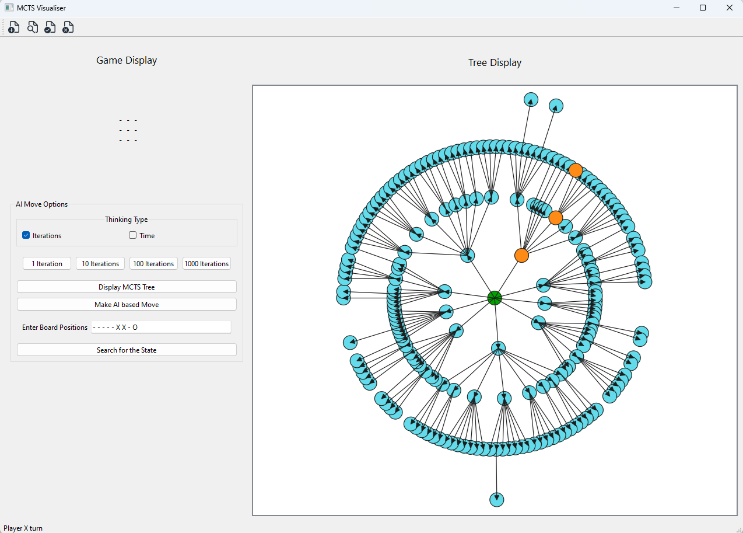 MCTS Visualiser
Game Display
Tree Display
- - -
- - -
- - -
AI Move Options
Thinking Type
Iterations
Time
1 Iteration
10 Iterations
100 Iterations
1000 Iterations
Display MCTS Tree
Make AI based Move
Enter Board Positions
- - - - - X X - O
Search for the State
Player X turn